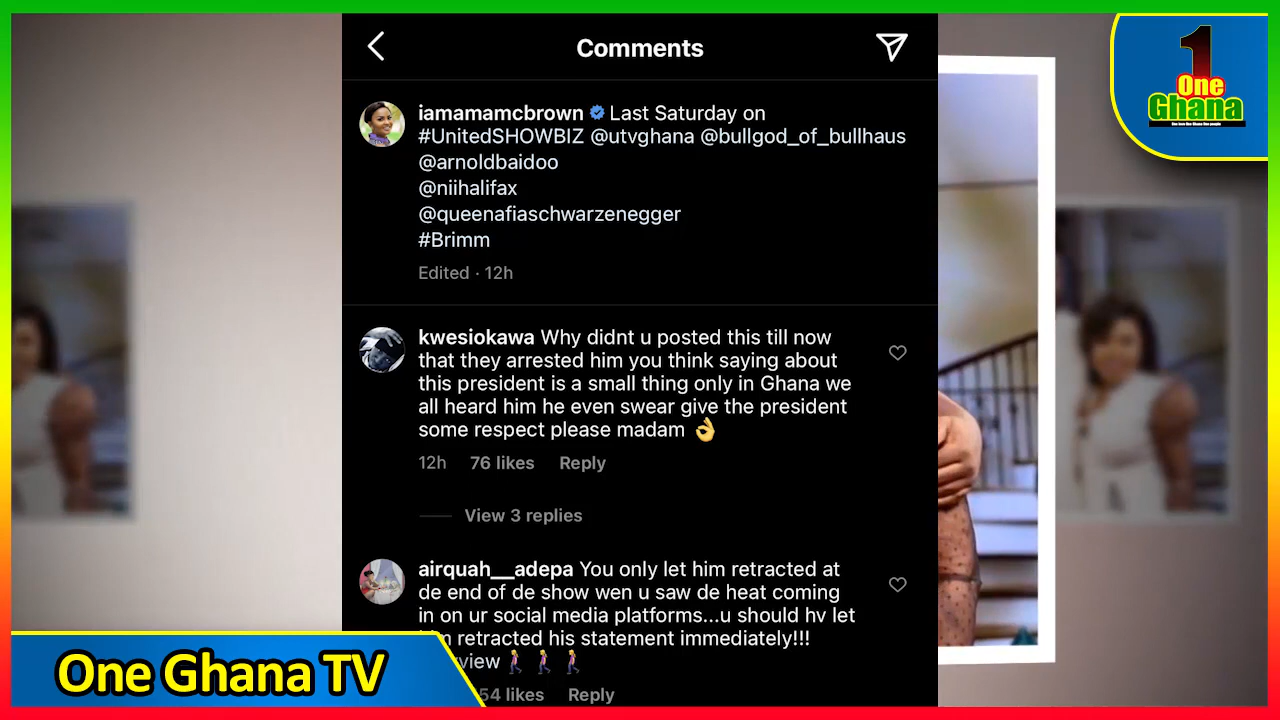 Comments
iamamamcbrown Last Saturday on
#UnitedSHOWBIZ @utvghana @bullgod_of_bullhaus
@arnoldbaidoo
@niihalifax
@queenafiaschwarzenegger
#Brimm
Edited · 12h
kwesiokawa Why didnt u posted this till now
that they arrested him you think saying about
this president is a small thing only in Ghana we
all heard him he even swear give the president
some respect please madam 👌
12h 76 likes Reply
View 3 replies
airquah__adepa You only let him retracted at
de end of de show wen u saw de heat coming
in on ur social media platforms...u should hv let
retracted his statement immediately!!!
54 likes Reply
1
One
Ghana
One Ghana TV